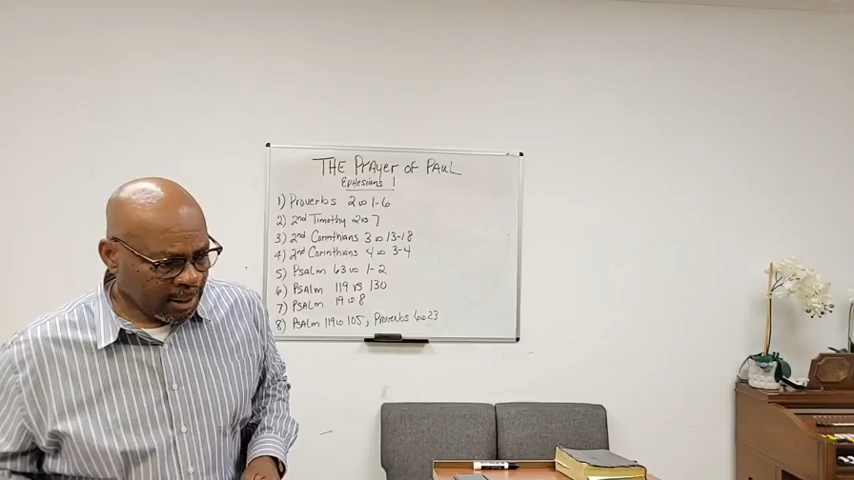 THE PRAYER OF PAUL
EPHESIANS 1
1) Proverbs 2 vs 1-6
2) 2nd Timothy 2 vs 7
3) 2nd Corinthians 3 vs 13-18
4) 2nd Corinthians 4 vs 3-4
5) Psalm 63 vs 1-2
6) Psalm 119 vs 130
7) Psalm 19 vs 8
8) Psalm 119 vs 105, Proverbs 6 vs 23